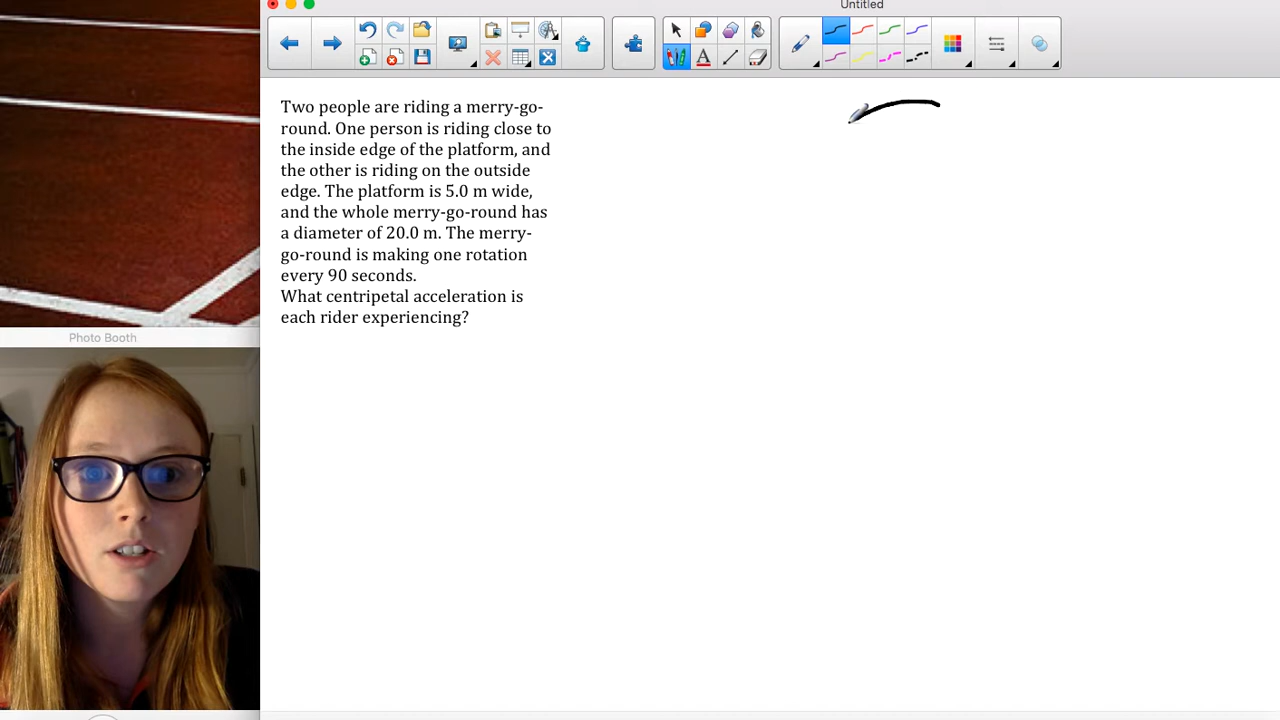 Untitled
A
Two people are riding a merry-go-
round. One person is riding close to
the inside edge of the platform, and
the other is riding on the outside
edge. The platform is 5.0 m wide,
and the whole merry-go-round has
a diameter of 20.0 m. The merry-
go-round is making one rotation
every 90 seconds.
What centripetal acceleration is
each rider experiencing?
Photo Booth